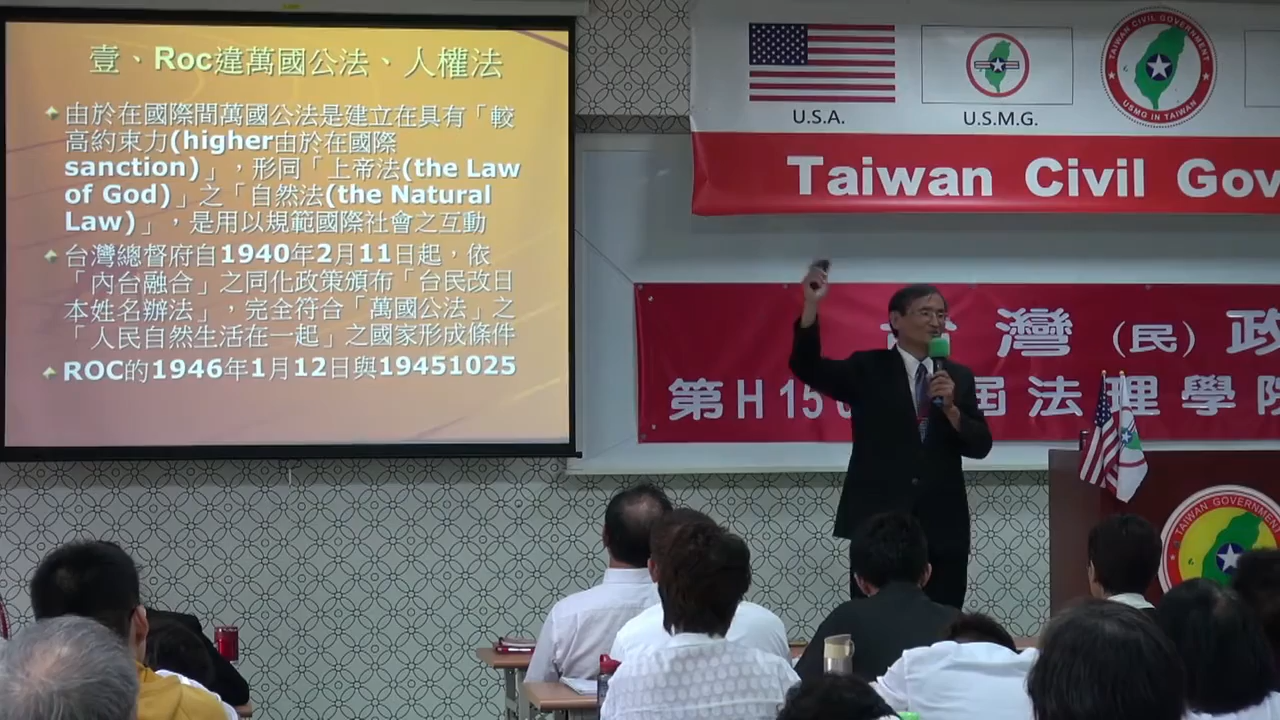 壹、Roc違萬國公法、人權法
由於在國際間萬國公法是建立在具有「較
高約束力(higher由於在國際
sanction)」，形同「上帝法(the Law
of God)」之「自然法(the Natural
Law)」，是用以規範國際社會之互動
台灣總督府自1940年2月11日起，依
「內台融合」之同化政策頒布「台民改日
本姓名辦法」，完全符合「萬國公法」之
「人民自然生活在一起」之國家形成條件
ROC的1946年1月12日與19451025
U.S.A.
U.S.M.G.
TAIWAN CIVIL GOVERNMENT
USMG IN TAIWAN
Taiwan Civil Gov
台灣(民)政
第H 15 屆法理學院
TAIWAN GOVERNMENT